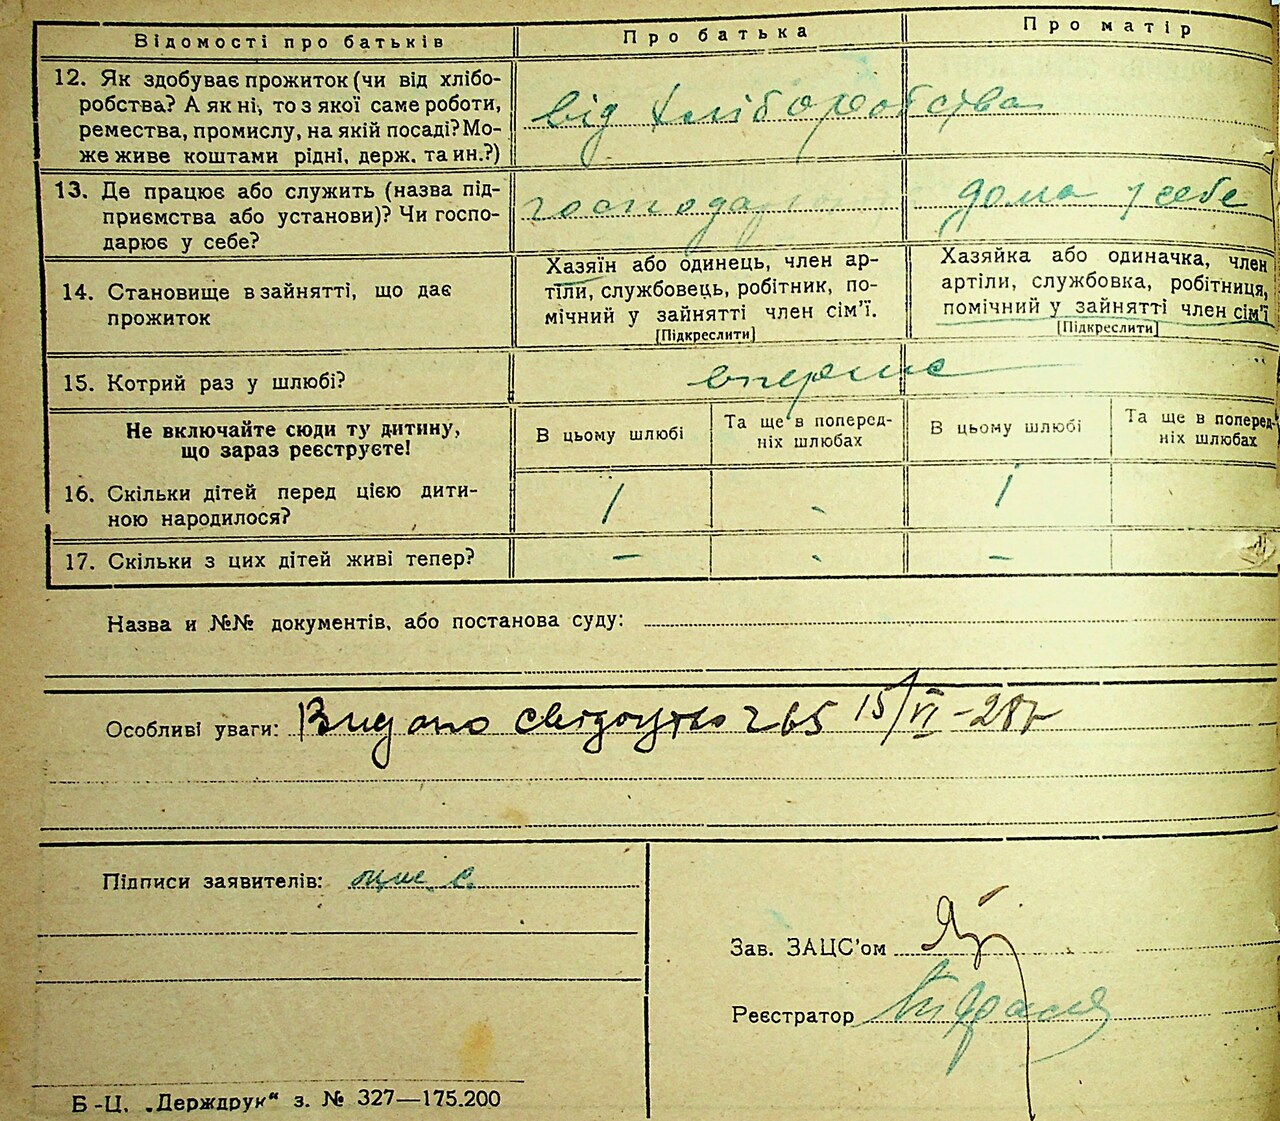 Відомості про батьків
Про батька
Про матір
12. Як здобуває прожиток (чи від хлібо-
робства? А як ні, то з якої саме роботи,
ремества, промислу, на якій посаді? Мо-
же живе коштами рідні, держ. та ин.?)
від хліборобства
13. Де працює або служить (назва під-
приємства або установи)? Чи госпо-
дарює у себе?
дома у себе
14. Становище в зайнятті, що дає
прожиток
Хазяїн або одинець, член ар-
тіли, службовець, робітник, по-
мічний у зайнятті член сім'ї.
[Підкреслити]
Хазяйка або одиначка, член
артіли, службовка, робітниця,
помічний у зайнятті член сім'ї
[Підкреслити]
15. Котрий раз у шлюбі?
вперше
Не включайте сюди ту дитину,
що зараз реєструєте!
В цьому шлюбі
Та ще в поперед-
ніх шлюбах
В цьому шлюбі
Та ще в поперед-
ніх шлюбах
16. Скільки дітей перед цією дити-
ною народилося?
1 - 1
17. Скільки з цих дітей живі тепер?
- - -
Назва и №№ документів, або постанова суду:
Особливі уваги: Видано свідоцтво 265 15/VI-28р
Підписи заявителів:
Зав. ЗАЦС'ом
Реєстратор
Б-Ц. „Держдрук“ з. № 327—175.200